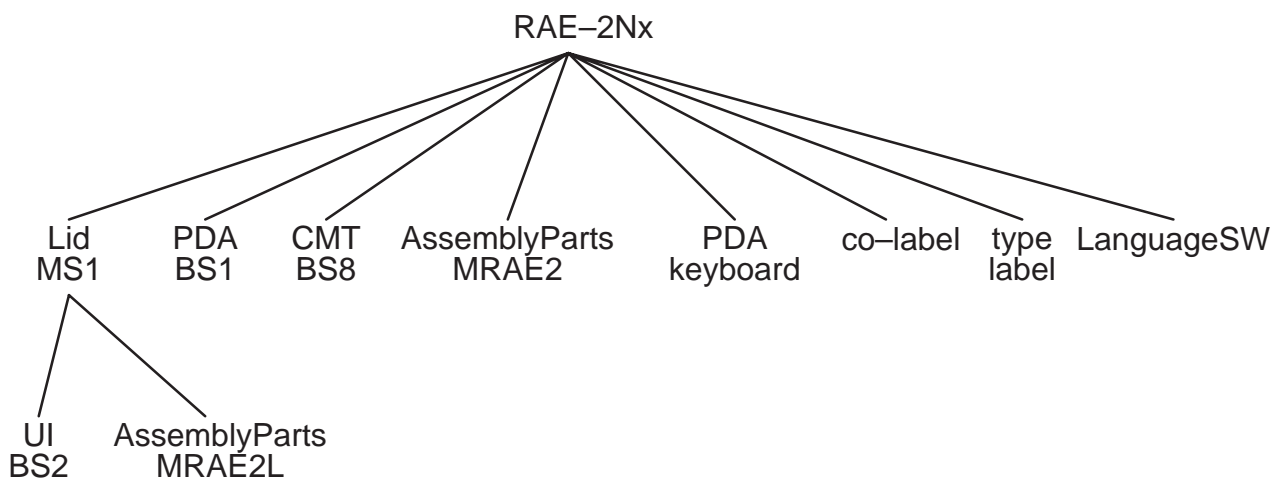 RAE–2Nx
Lid PDA CMT AssemblyParts PDA co–label type LanguageSW
MS1 BS1 BS8 MRAE2 keyboard label
UI AssemblyParts
BS2 MRAE2L